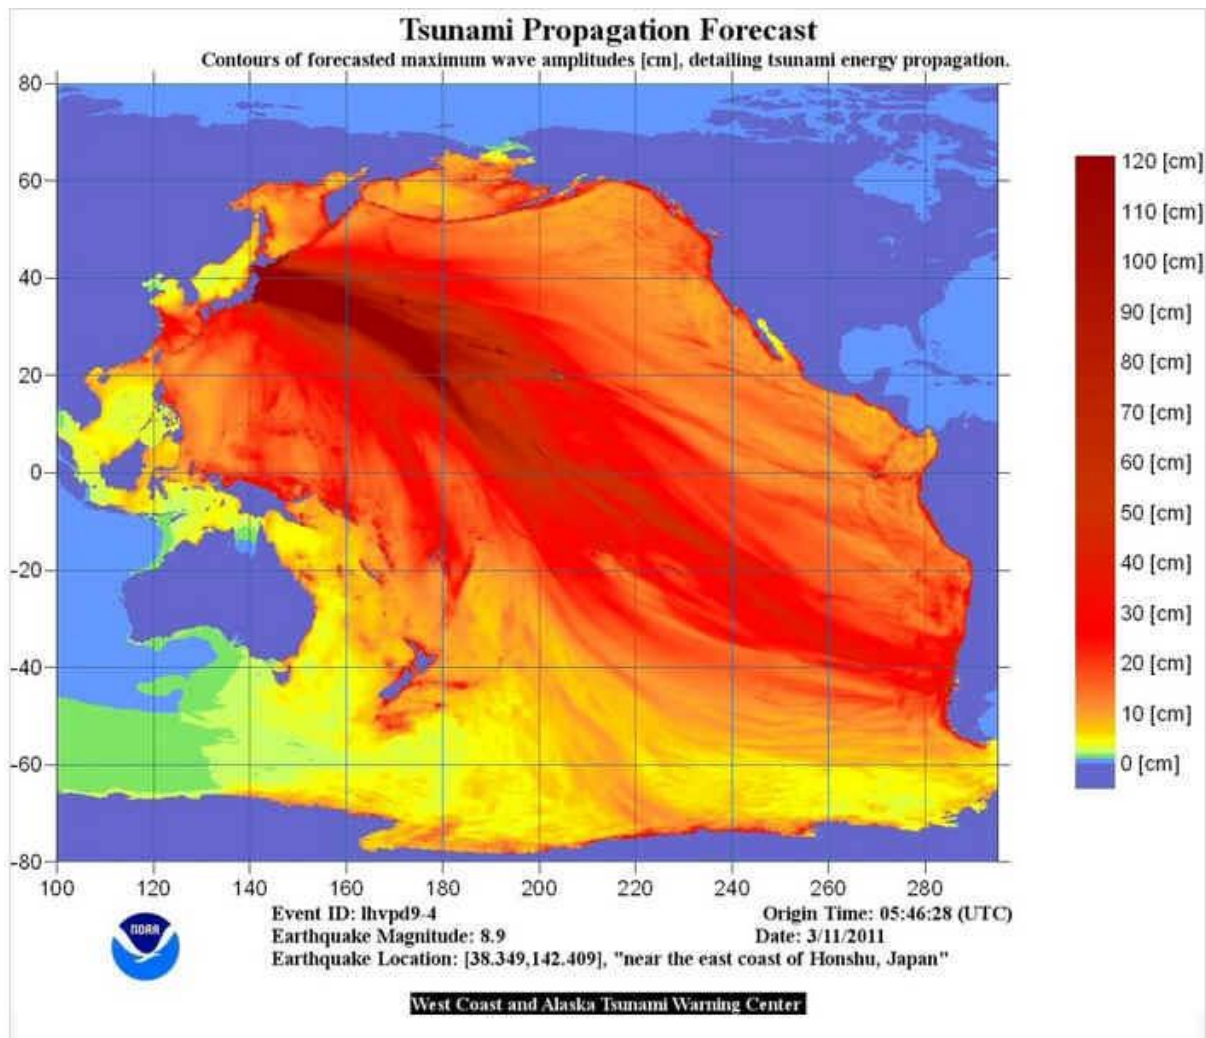 Tsunami Propagation Forecast
Contours of forecasted maximum wave amplitudes [cm], detailing tsunami energy propagation.
80
60
40
20
0
-20
-40
-60
-80
100 120 140 160 180 200 220 240 260 280
120 [cm]
110 [cm]
100 [cm]
90 [cm]
80 [cm]
70 [cm]
60 [cm]
50 [cm]
40 [cm]
30 [cm]
20 [cm]
10 [cm]
0 [cm]
NOAA
Event ID: lhvpd9-4 Origin Time: 05:46:28 (UTC)
Earthquake Magnitude: 8.9 Date: 3/11/2011
Earthquake Location: [38.349,142.409], "near the east coast of Honshu, Japan"
West Coast and Alaska Tsunami Warning Center